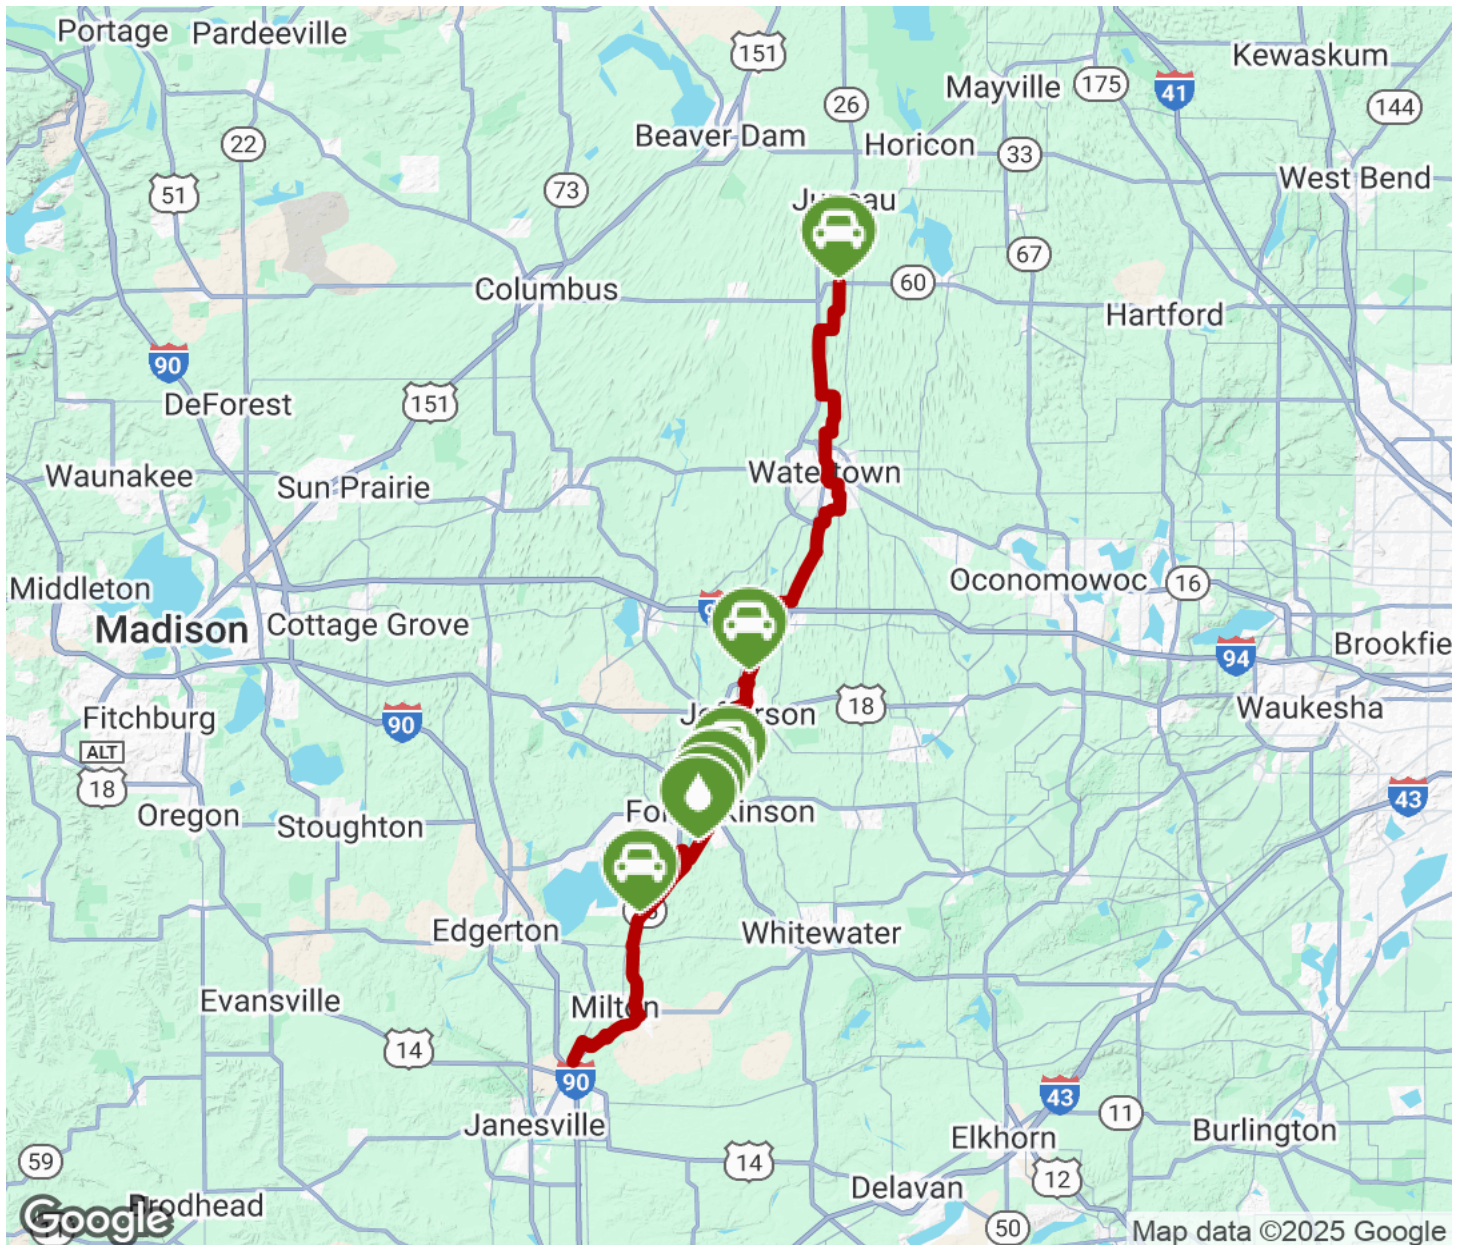 Portage
Pardeeville
151
Kewaskum
26
Mayville
175
41
144
Beaver Dam
Horicon
22
33
51
73
West Bend
67
Columbus
60
Hartford
90
DeForest
151
Waunakee
Sun Prairie
Middleton
Oconomowoc
16
Madison
Cottage Grove
Brookfie
94
Fitchburg
90
18
Waukesha
ALT
18
Oregon
Stoughton
43
Edgerton
Whitewater
Evansville
14
90
Janesville
43
11
Elkhorn
Burlington
59
14
12
Delavan
Brodhead
50
Google
Map data ©2025 Google